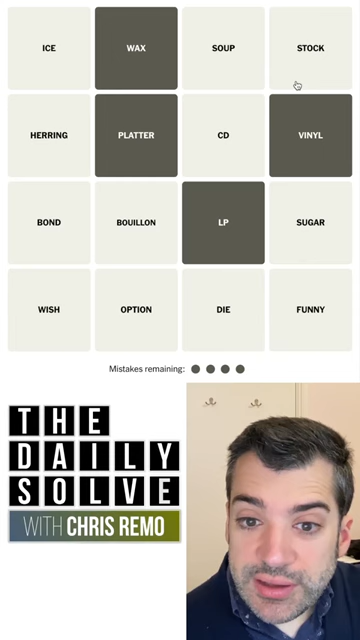 ICE WAX SOUP STOCK
HERRING PLATTER CD VINYL
BOND BOUILLON LP SUGAR
WISH OPTION DIE FUNNY
Mistakes remaining:
THE
DAILY
SOLVE
WITH CHRIS REMO